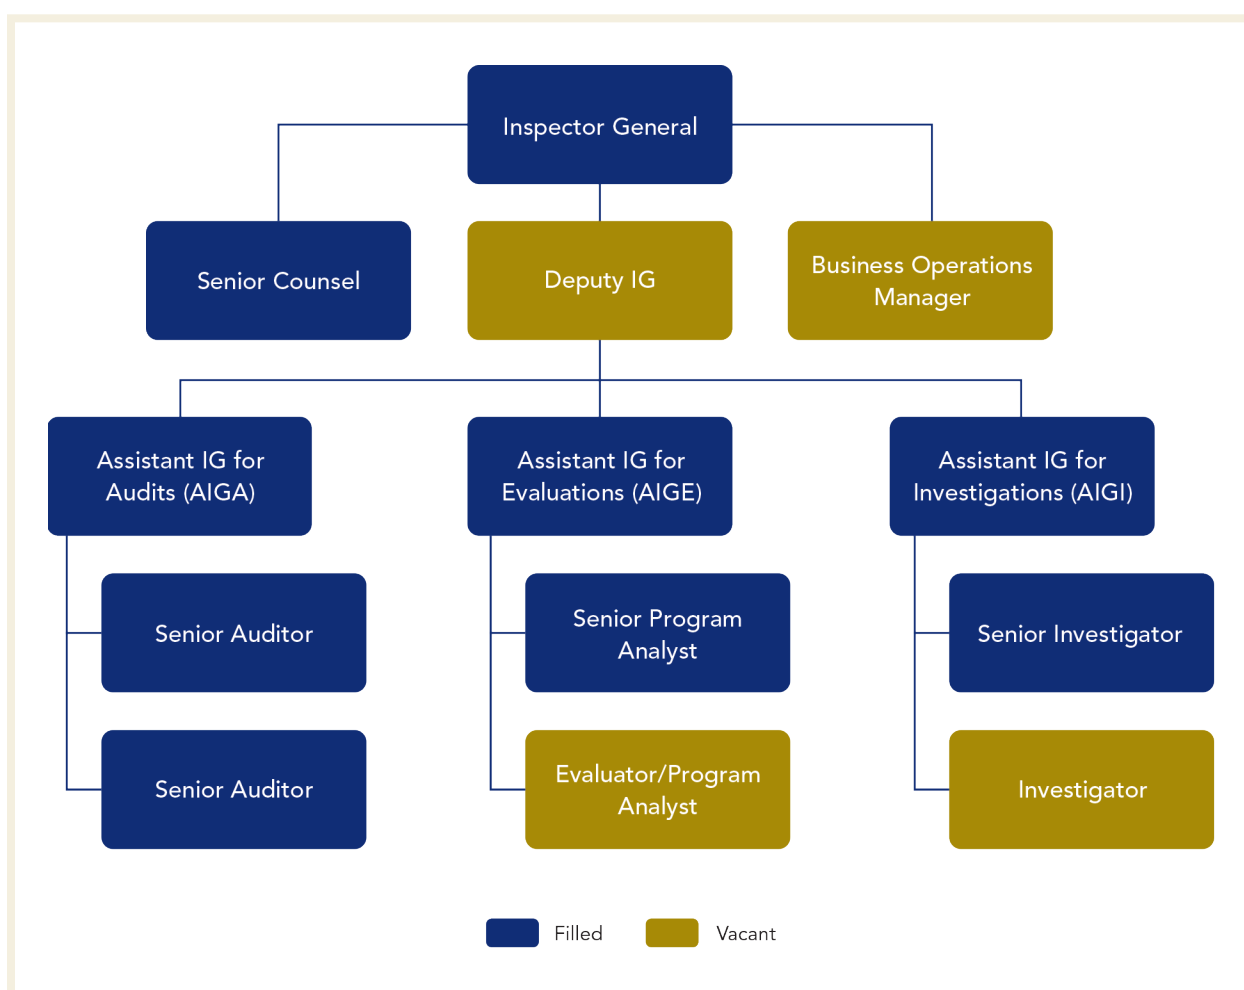 Inspector General
Senior Counsel
Deputy IG
Business Operations
Manager
Assistant IG for
Audits (AIGA)
Assistant IG for
Evaluations (AIGE)
Assistant IG for
Investigations (AIGI)
Senior Auditor
Senior Program
Analyst
Senior Investigator
Senior Auditor
Evaluator/Program
Analyst
Investigator
Filled
Vacant